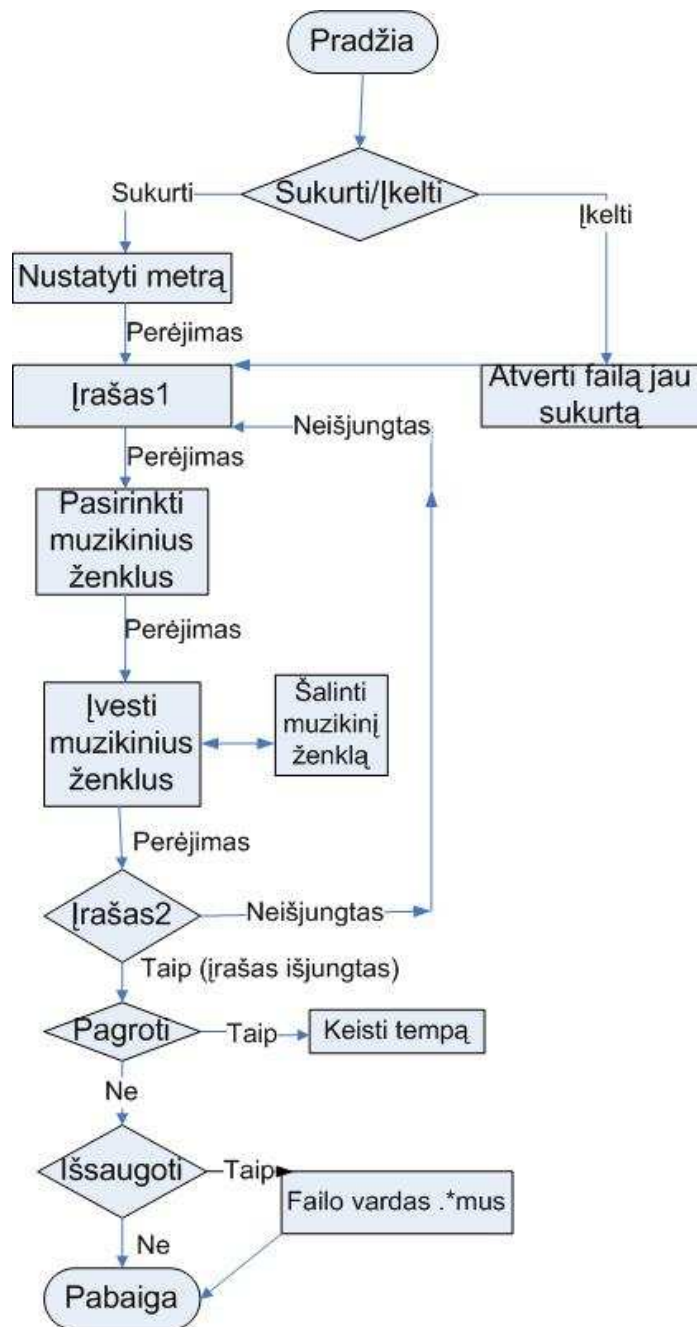 Pradžia
Sukurti/Įkelti
Sukurti
Įkelti
Nustatyti metrą
Perėjimas
Įrašas1
Atverti failą jau
sukurtą
Neišjungtas
Perėjimas
Pasirinkti
muzikinius
ženklus
Perėjimas
Įvesti
muzikinius
ženklus
Šalinti
muzikinį
ženklą
Perėjimas
Įrašas2
Neišjungtas
Taip (įrašas išjungtas)
Pagroti
Taip
Keisti tempą
Ne
Išsaugoti
Taip
Failo vardas .*mus
Ne
Pabaiga